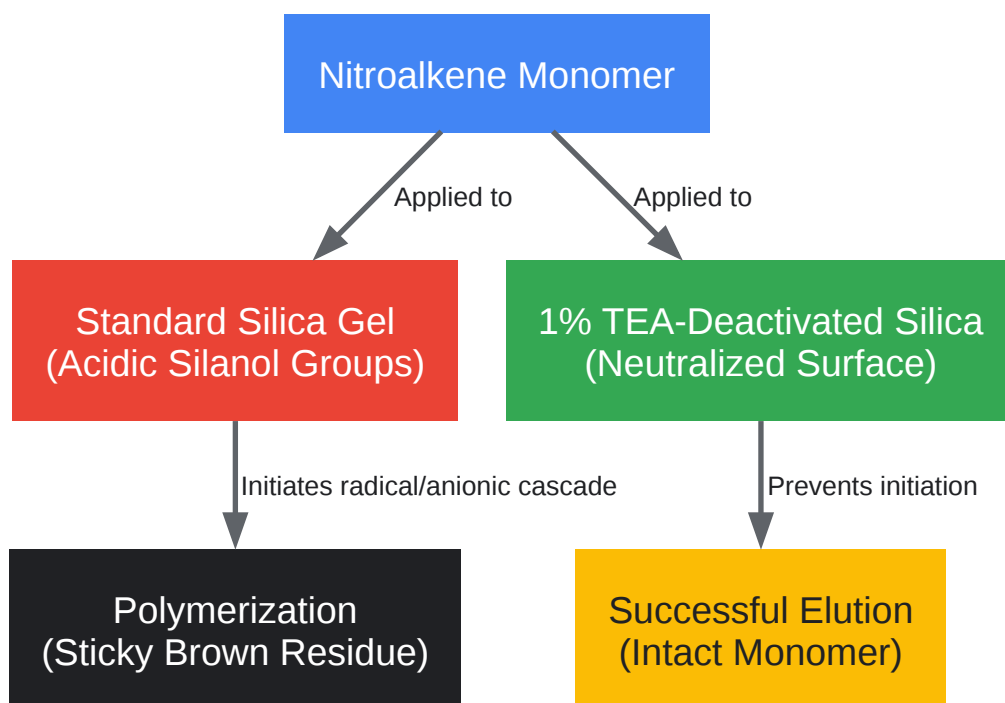 Nitroalkene Monomer
Applied to
Applied to
Standard Silica Gel
(Acidic Silanol Groups)
1% TEA-Deactivated Silica
(Neutralized Surface)
Initiates radical/anionic cascade
Prevents initiation
Polymerization
(Sticky Brown Residue)
Successful Elution
(Intact Monomer)